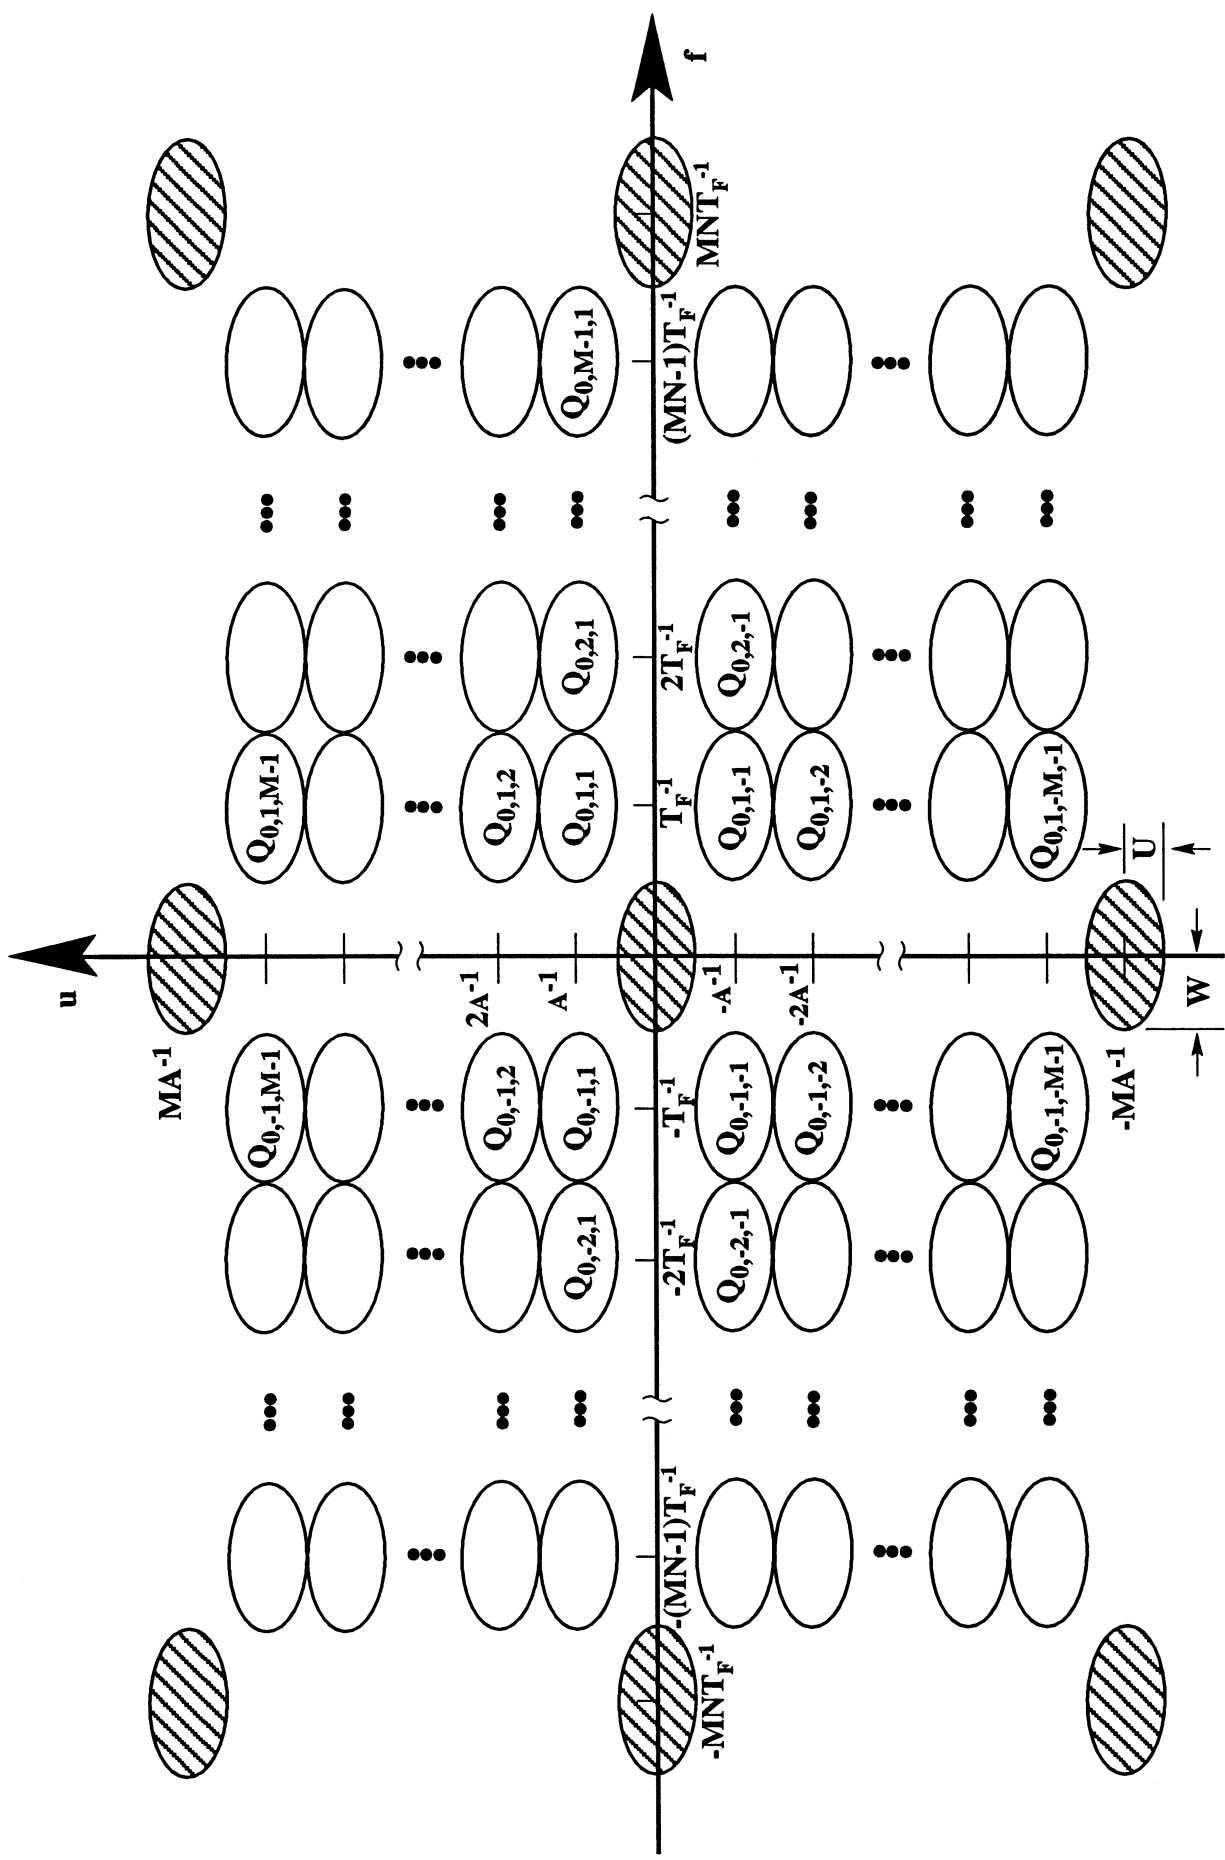 f
MNT_F^-1
(MN-1)T_F^-1
Q0,M-1,1
2T_F^-1
Q0,2,1
Q0,2,-1
T_F^-1
Q0,1,M-1
Q0,1,2
Q0,1,1
Q0,1,-1
Q0,1,-2
Q0,1,-M,-1
U
W
u
MA^-1
2A^-1
A^-1
-A^-1
-2A^-1
-MA^-1
Q0,-1,M-1
Q0,-1,2
Q0,-1,1
-T_F^-1
Q0,-1,-1
Q0,-1,-2
Q0,-1,-M-1
Q0,-2,1
-2T_F^-1
Q0,-2,-1
-(MN-1)T_F^-1
-MNT_F^-1